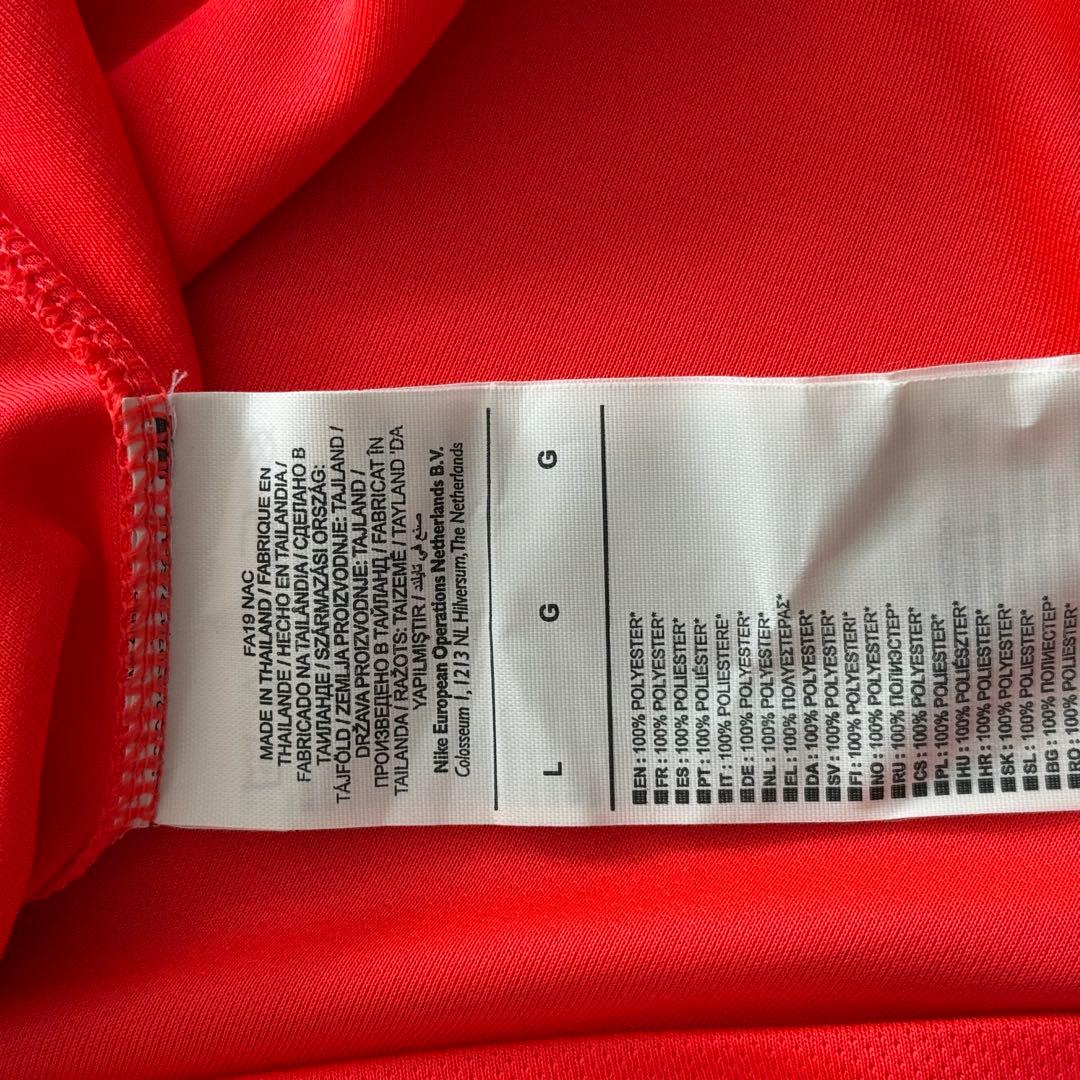 FA19 NAC
MADE IN THAILAND / FABRIQUE EN
THAILANDE / HECHO EN TAILANDIA /
FABRICADO NA TAILÂNDIA / СДЕЛАНО В
ТАИЛАНДЕ / SZÁRMAZÁSI ORSZÁG:
TÁJFÖLD / ZEMLJA PROIZVODNJE: TAJLAND /
DRŽAVA PROIZVODNJE: TAJLAND /
ПРОИЗВЕДЕНО В ТАЙЛАНД / FABRICAT ÎN
TAILANDA / RAŽOTS: TAIZEMĒ / TAYLAND 'DA
YAPILMIŞTIR / صنع في تايلند
Nike European Operations Netherlands B.V.
Colosseum 1, 1213 NL Hilversum, The Netherlands
L G G
EN : 100% POLYESTER*
FR : 100% POLYESTER*
ES : 100% POLIESTER*
PT : 100% POLIÉSTER*
IT : 100% POLIESTERE*
DE : 100% POLYESTER*
NL : 100% POLYESTER*
EL : 100% ΠΟΛΥΕΣΤΕΡΑΣ*
DA : 100% POLYESTER*
SV : 100% POLYESTER*
FI : 100% POLYESTERI*
NO : 100% POLYESTER*
RU : 100% ПОЛИЭСТЕР*
CS : 100% POLYESTER*
PL : 100% POLIESTER*
HU : 100% POLIÉSZTER*
HR : 100% POLIESTER*
SK : 100% POLYESTER*
SL : 100% POLIESTER*
BG : 100% ПОЛИЕСТЕР*
RO : 100% POLIESTER*